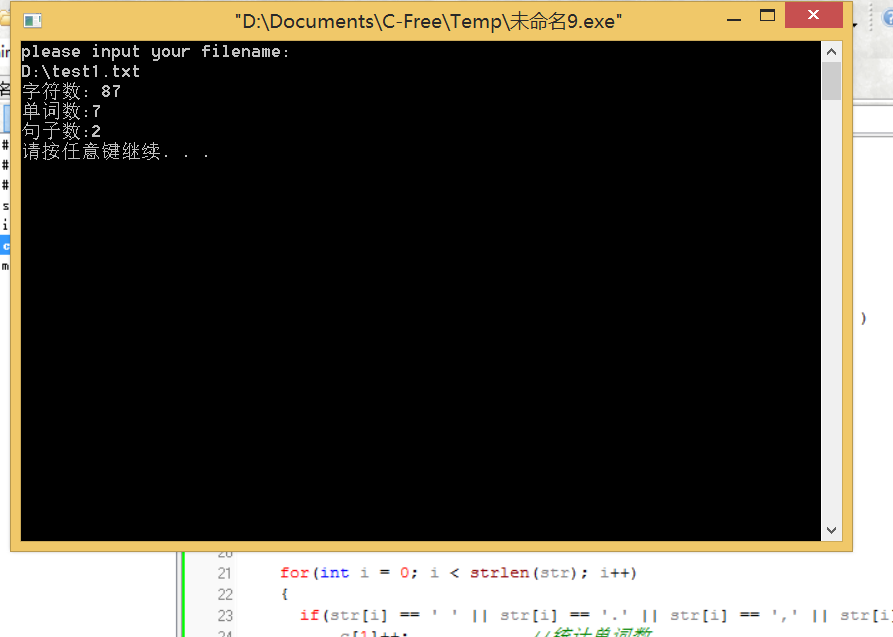 "D:\Documents\C-Free\Temp\未命名9.exe"
please input your filename:
D:\test1.txt
字符数: 87
单词数:7
句子数:2
请按任意键继续. . .
)
20
21 for(int i = 0; i < strlen(str); i++)
22 {
23 if(str[i] == ' ' || str[i] == '.' || str[i] == ',' || str[i]
24 c[1]++; //统计单词数